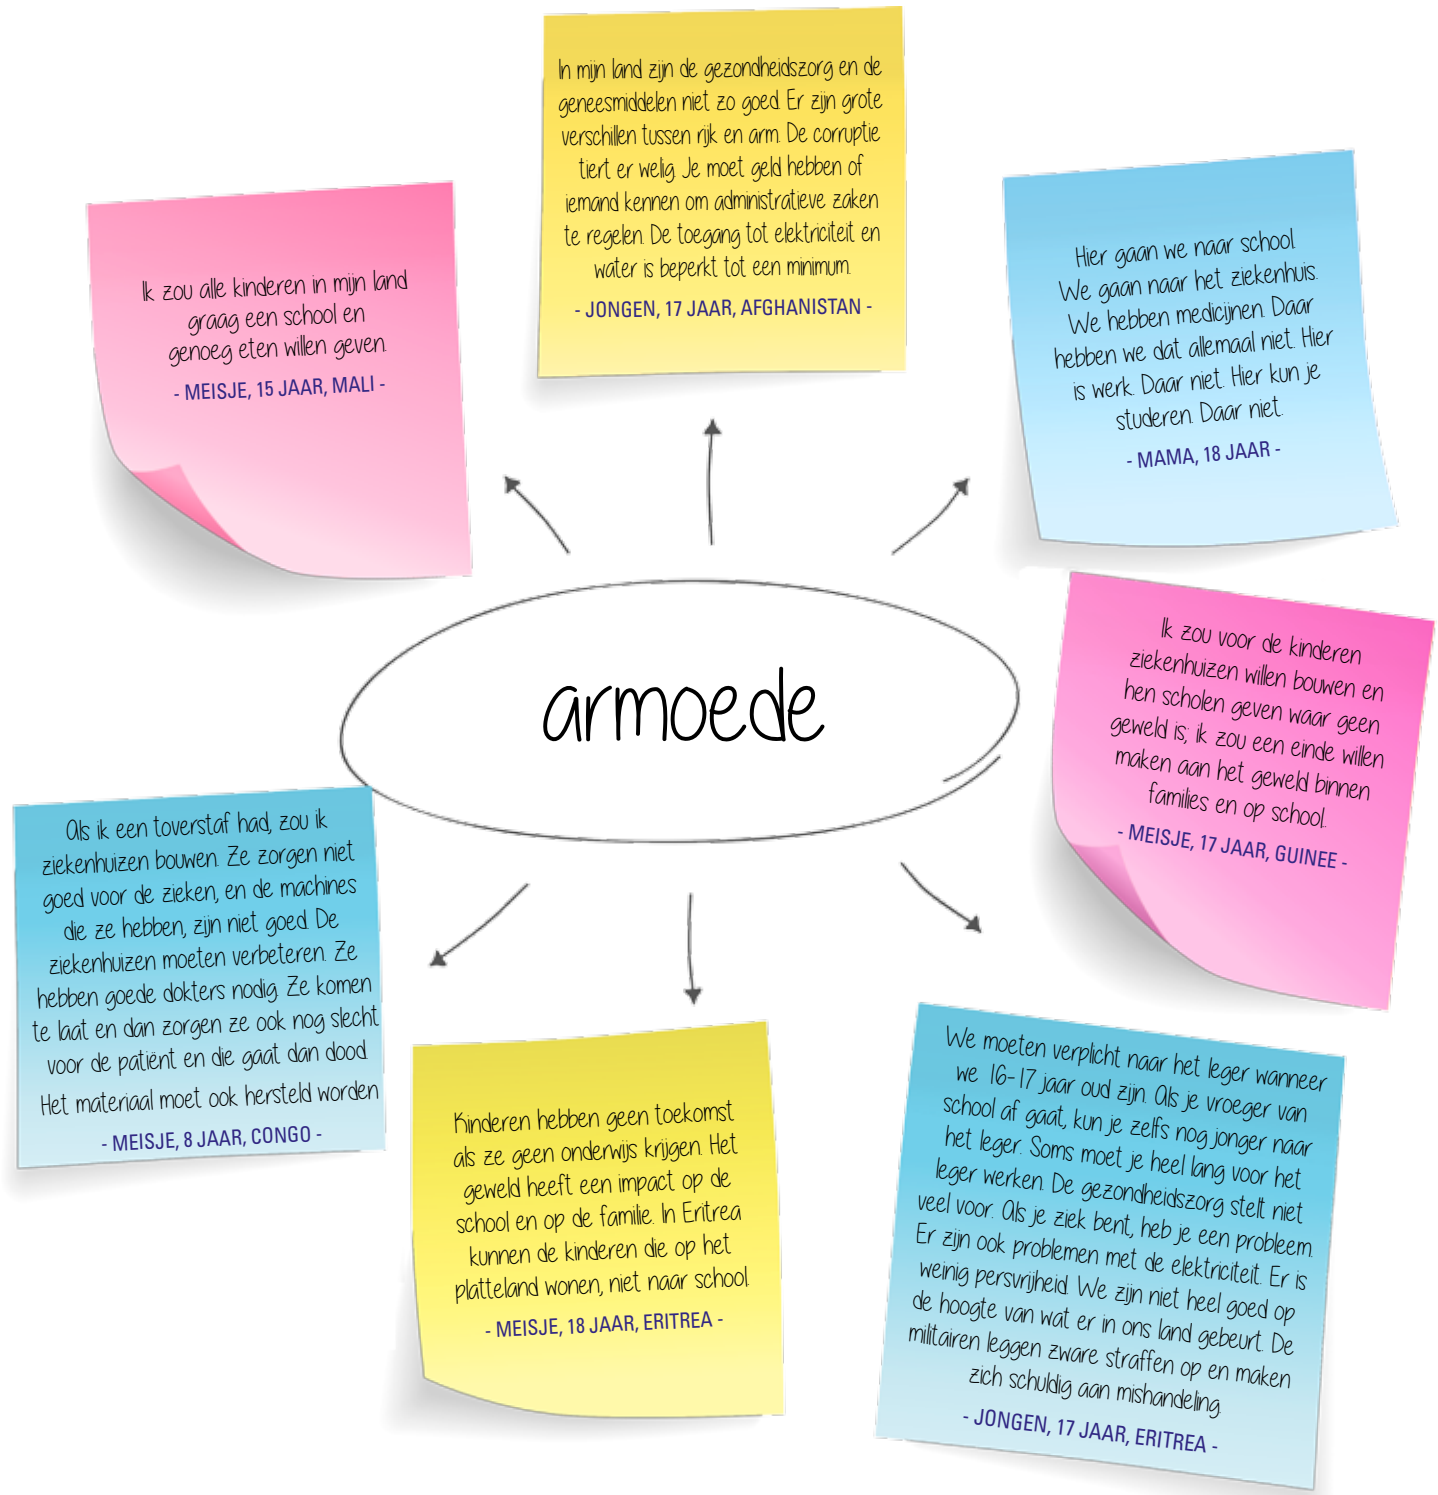 In mijn land zijn de gezondheidszorg en de
geneesmiddelen niet zo goed. Er zijn grote
verschillen tussen rijk en arm. De corruptie
tiert er welig. Je moet geld hebben of
iemand kennen om administratieve zaken
te regelen. De toegang tot elektriciteit en
water is beperkt tot een minimum.
- JONGEN, 17 JAAR, AFGHANISTAN -
Ik zou alle kinderen in mijn land
graag een school en
genoeg eten willen geven.
- MEISJE, 15 JAAR, MALI -
Hier gaan we naar school
We gaan naar het ziekenhuis.
We hebben medicijnen. Daar
hebben we dat allemaal niet. Hier
is werk. Daar niet. Hier kun je
studeren. Daar niet.
- MAMA, 18 JAAR -
armoede
Ik zou voor de kinderen
ziekenhuizen willen bouwen en
hen scholen geven waar geen
geweld is; ik zou een einde willen
maken aan het geweld binnen
families en op school.
- MEISJE, 17 JAAR, GUINEE -
Als ik een toverstaf had, zou ik
ziekenhuizen bouwen. Ze zorgen niet
goed voor de zieken, en de machines
die ze hebben, zijn niet goed. De
ziekenhuizen moeten verbeteren. Ze
hebben goede dokters nodig. Ze komen
te laat en dan zorgen ze ook nog slecht
voor de patiënt en die gaat dan dood.
Het materiaal moet ook hersteld worden
- MEISJE, 8 JAAR, CONGO -
Kinderen hebben geen toekomst
als ze geen onderwijs krijgen. Het
geweld heeft een impact op de
school en op de familie. In Eritrea
kunnen de kinderen die op het
platteland wonen, niet naar school.
- MEISJE, 18 JAAR, ERITREA -
We moeten verplicht naar het leger wanneer
we 16-17 jaar oud zijn. Als je vroeger van
school af gaat, kun je zelfs nog jonger naar
het leger. Soms moet je heel lang voor het
leger werken. De gezondheidszorg stelt niet
veel voor. Als je ziek bent, heb je een probleem.
Er zijn ook problemen met de elektriciteit. Er is
weinig persvrijheid. We zijn niet heel goed op
de hoogte van wat er in ons land gebeurt. De
militairen leggen zware straffen op en maken
zich schuldig aan mishandeling.
- JONGEN, 17 JAAR, ERITREA -